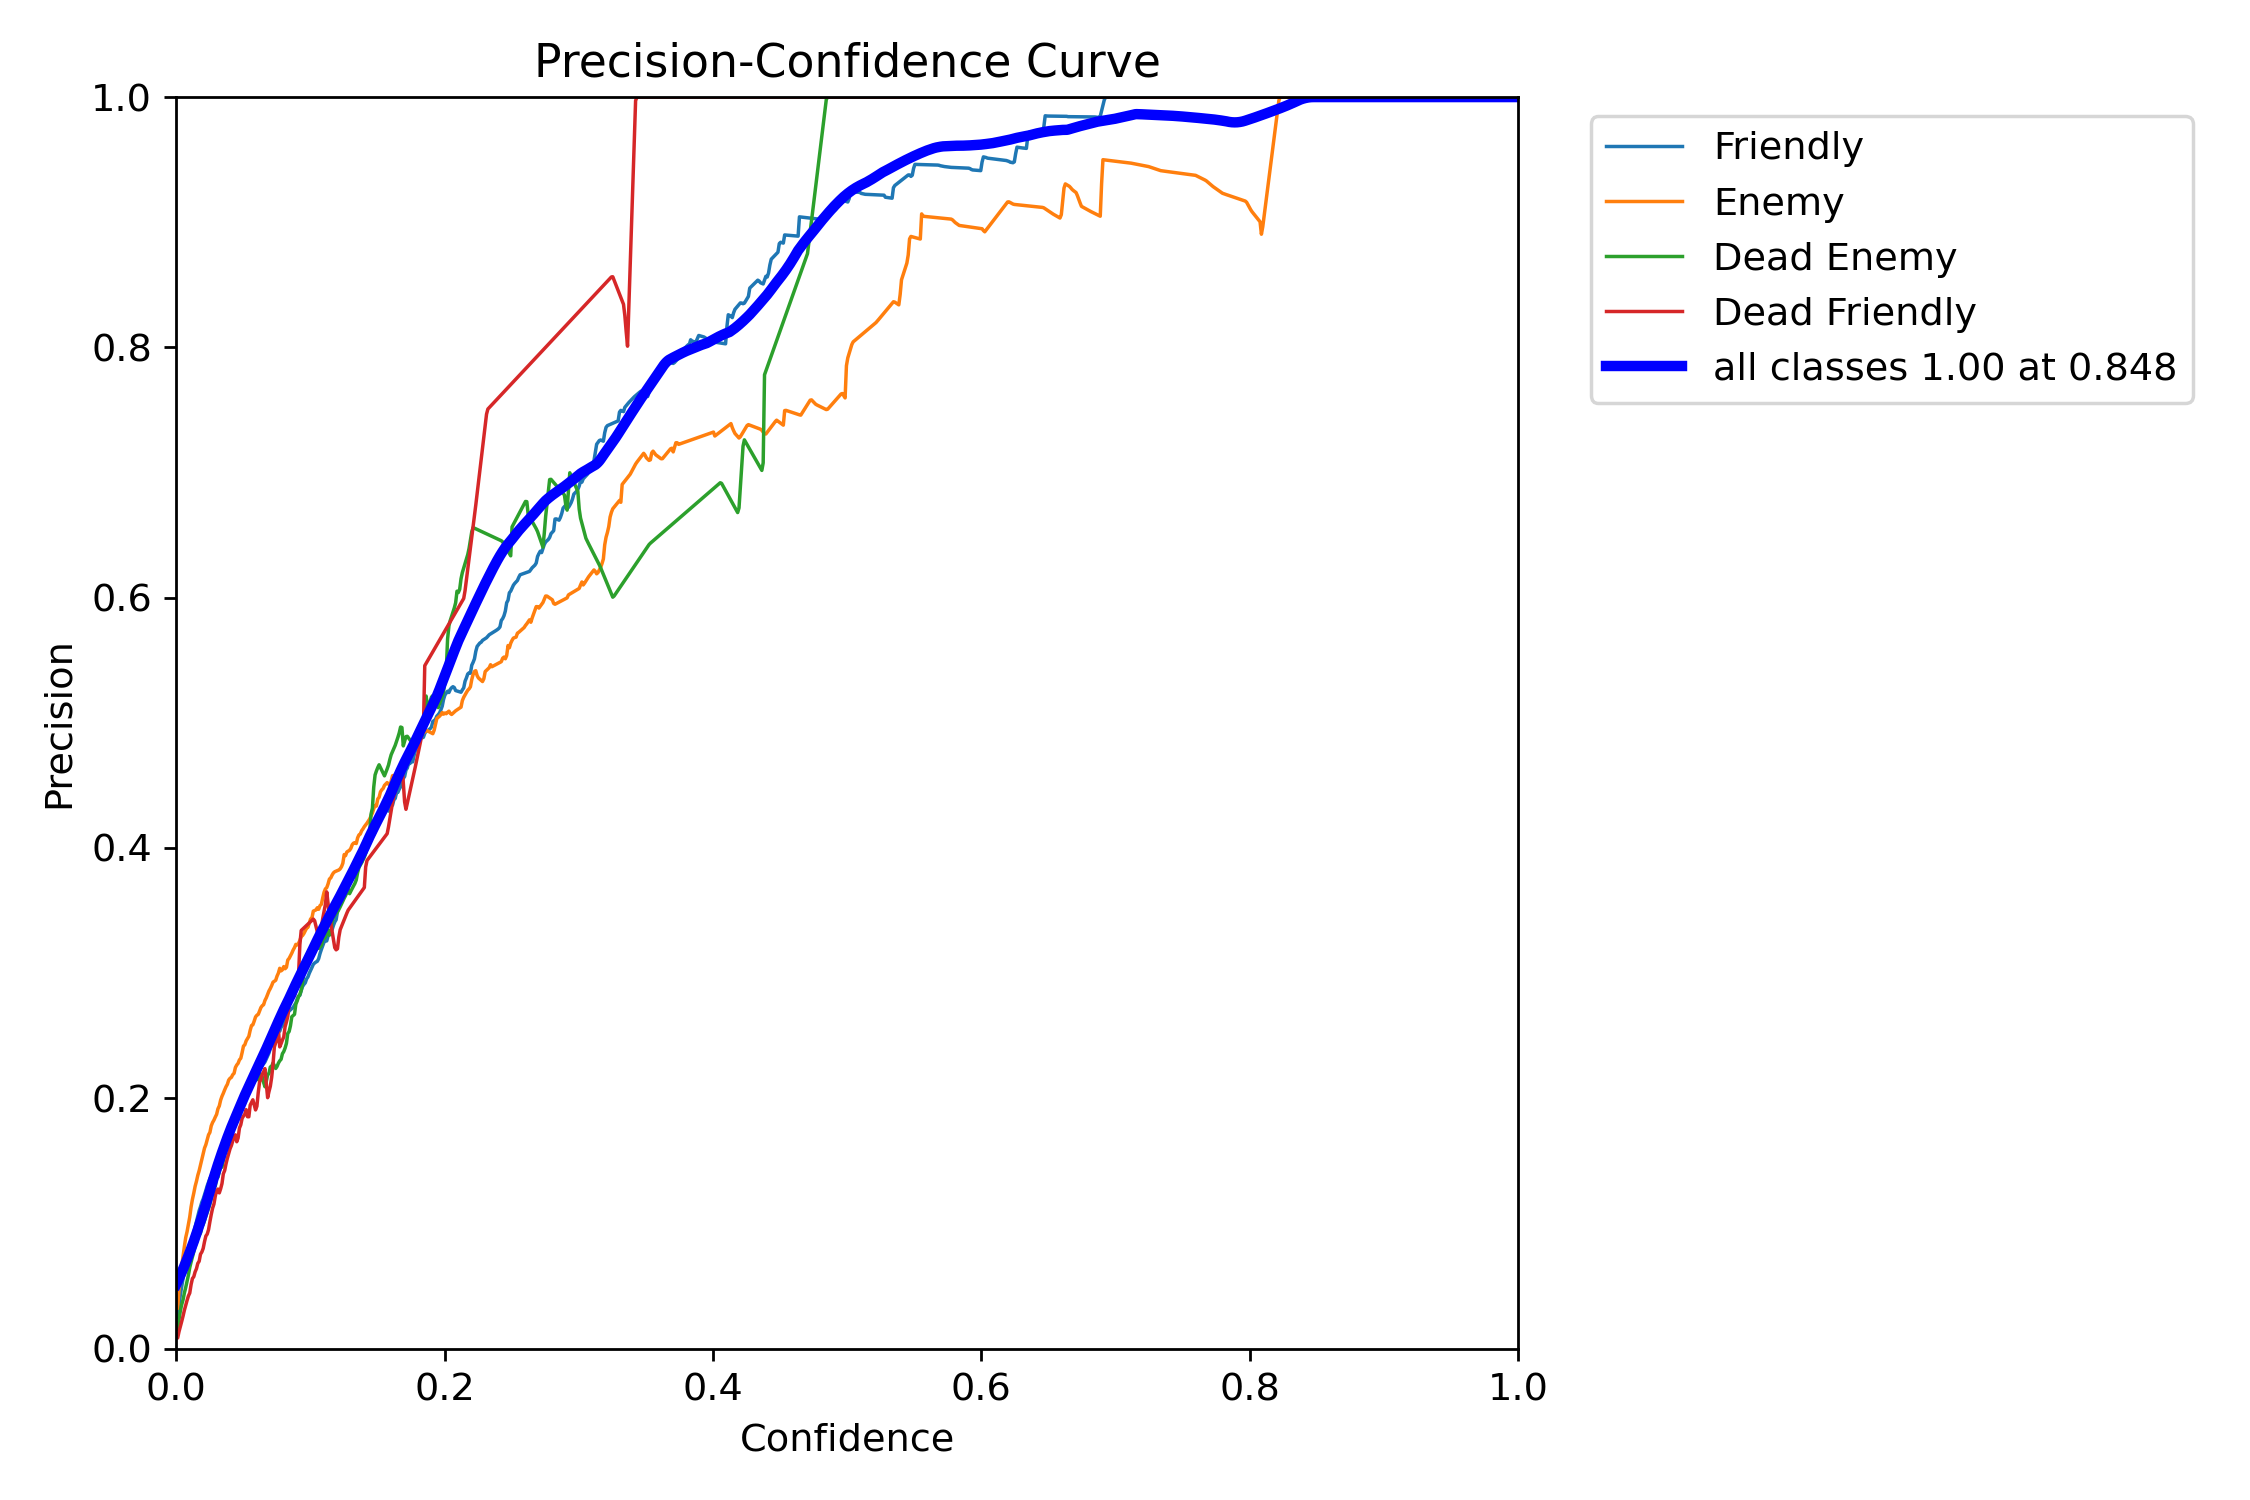 Precision-Confidence Curve
1.0
0.8
0.6
0.4
0.2
0.0
Precision
0.0 0.2 0.4 0.6 0.8 1.0
Confidence
Friendly
Enemy
Dead Enemy
Dead Friendly
all classes 1.00 at 0.848